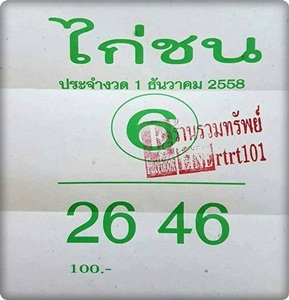 ไก่ชน
ประจำงวด 1 ธันวาคม 2558
6
ร้านรวมทรัพย์
rtrt101
26 46
100.-